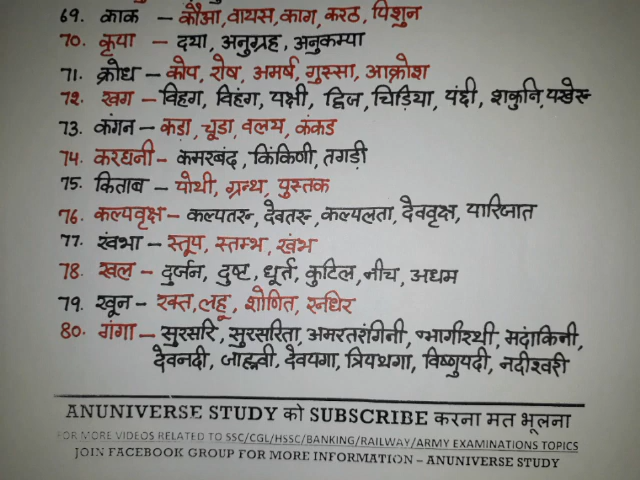 69. काक – कौआ, वायस, काग, करठ, पिशुन
70. कृपा – दया, अनुग्रह, अनुकम्पा
71. क्रोध – कोप, रोष, अमर्ष, गुस्सा, आक्रोश
72. खग – विहग, विहंग, पक्षी, द्विज, चिड़िया, पंछी, शकुनि, पखेरू
73. कंगन – कडा, चूडा, वलय, कंकड
74. करधनी – कमरबंद, किंकिणी, तगड़ी
75. किताब – पोथी, ग्रन्थ, पुस्तक
76. कल्पवृक्ष – कल्पतरु, देवतरु, कल्पलता, देववृक्ष, पारिजात
77. खंभा – स्तूप, स्तम्भ, खंभ
78. खल – दुर्जन, दुष्ट, धूर्त, कुटिल, नीच, अधम
79. खून – रक्त, लहू, शोणित, रुधिर
80. गंगा – सुरसरि, सुरसरिता, अमरतरंगिनी, भागीरथी, मंदाकिनी,
देवनदी, जाह्नवी, देवपगा, त्रिपथगा, विष्णुपदी, नदीश्वरी
ANUNIVERSE STUDY को SUBSCRIBE करना मत भूलना
FOR MORE VIDEOS RELATED TO SSC/CGL/HSSC/BANKING/RAILWAY/ARMY EXAMINATIONS TOPICS
JOIN FACEBOOK GROUP FOR MORE INFORMATION – ANUNIVERSE STUDY